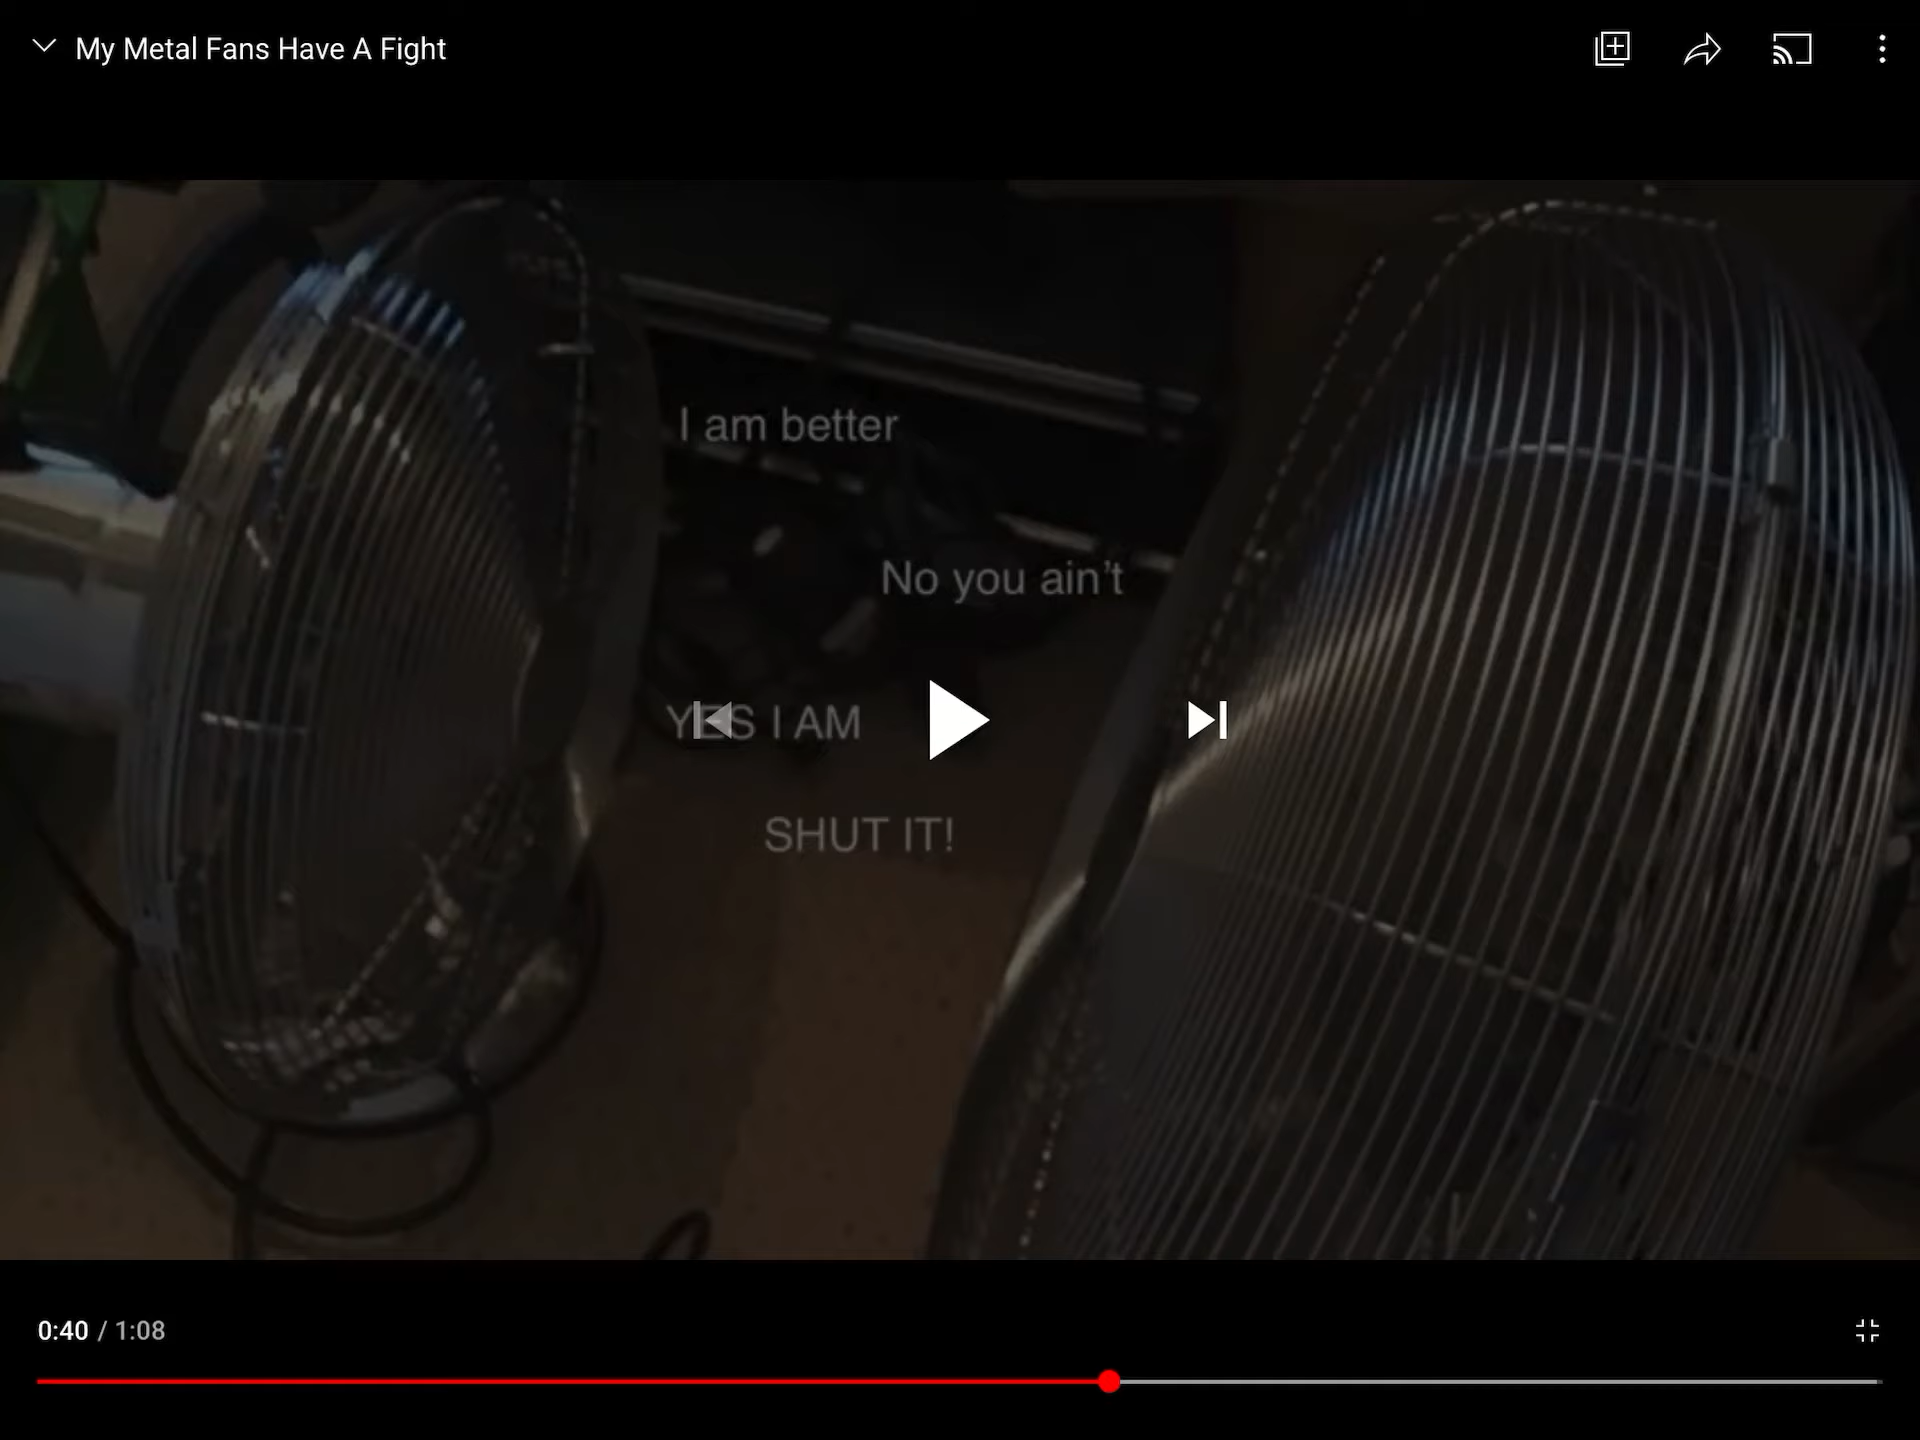 My Metal Fans Have A Fight
I am better
No you ain't
YES I AM
SHUT IT!
0:40 / 1:08